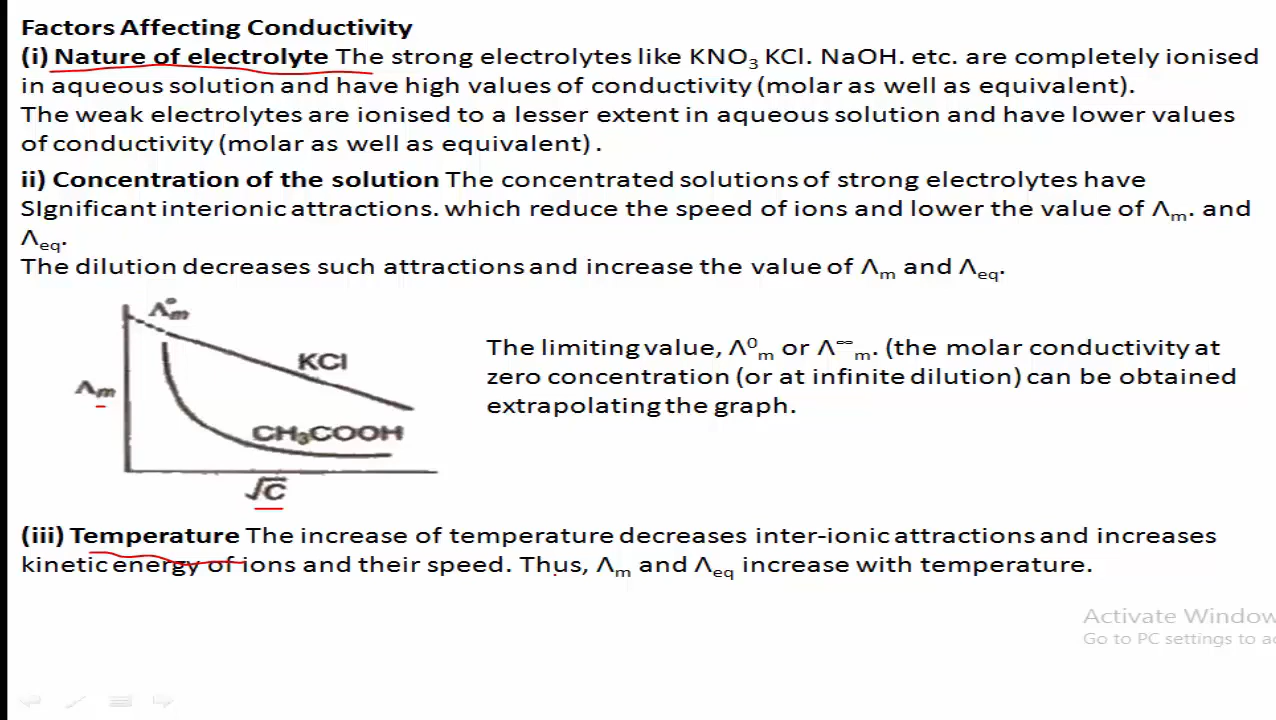 Factors Affecting Conductivity
(i) Nature of electrolyte The strong electrolytes like KNO₃ KCl. NaOH. etc. are completely ionised
in aqueous solution and have high values of conductivity (molar as well as equivalent).
The weak electrolytes are ionised to a lesser extent in aqueous solution and have lower values
of conductivity (molar as well as equivalent) .
ii) Concentration of the solution The concentrated solutions of strong electrolytes have
SIgnificant interionic attractions. which reduce the speed of ions and lower the value of Λₘ. and
Λeq.
The dilution decreases such attractions and increase the value of Λₘ and Λeq.
Λ°ₘ
KCl
Λₘ
CH₃COOH
√C
The limiting value, Λ⁰ₘ or Λ^∞ₘ. (the molar conductivity at
zero concentration (or at infinite dilution) can be obtained
extrapolating the graph.
(iii) Temperature The increase of temperature decreases inter-ionic attractions and increases
kinetic energy of ions and their speed. Thus, Λₘ and Λeq increase with temperature.
Activate Window
Go to PC settings to a